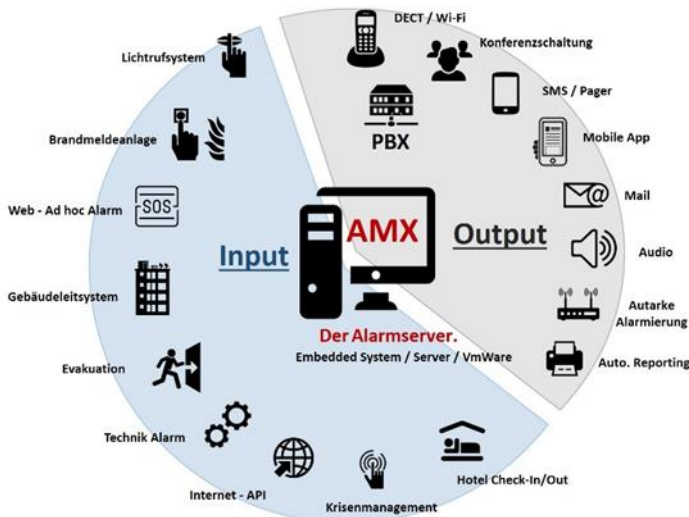 DECT / Wi-Fi
Konferenzschaltung
Lichtrufsystem
SMS / Pager
Brandmeldeanlage
PBX
Mobile App
Web - Ad hoc Alarm
SOS
Mail
AMX
Input
Output
Audio
Gebäudeleitsystem
Autarke
Alarmierung
Der Alarmserver.
Embedded System / Server / VmWare
Auto. Reporting
Evakuation
Technik Alarm
Internet - API
Krisenmanagement
Hotel Check-In/Out